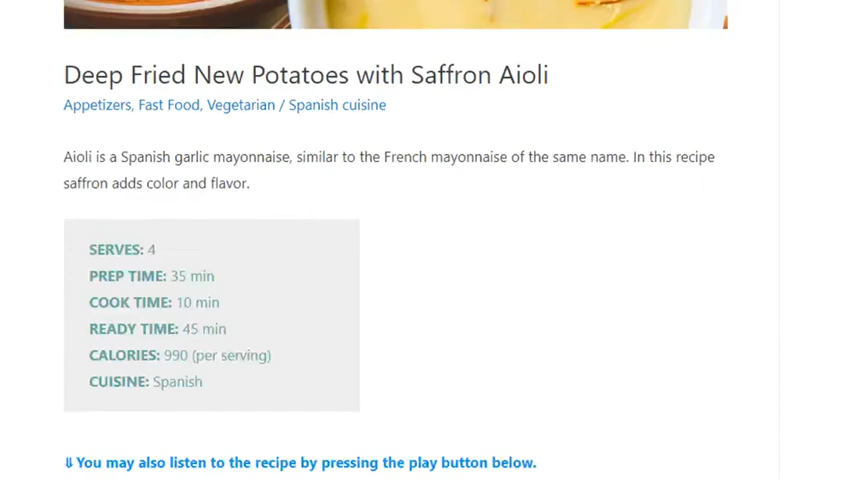 Deep Fried New Potatoes with Saffron Aioli
Appetizers, Fast Food, Vegetarian / Spanish cuisine
Aioli is a Spanish garlic mayonnaise, similar to the French mayonnaise of the same name. In this recipe
saffron adds color and flavor.
SERVES: 4
PREP TIME: 35 min
COOK TIME: 10 min
READY TIME: 45 min
CALORIES: 990 (per serving)
CUISINE: Spanish
⇓ You may also listen to the recipe by pressing the play button below.